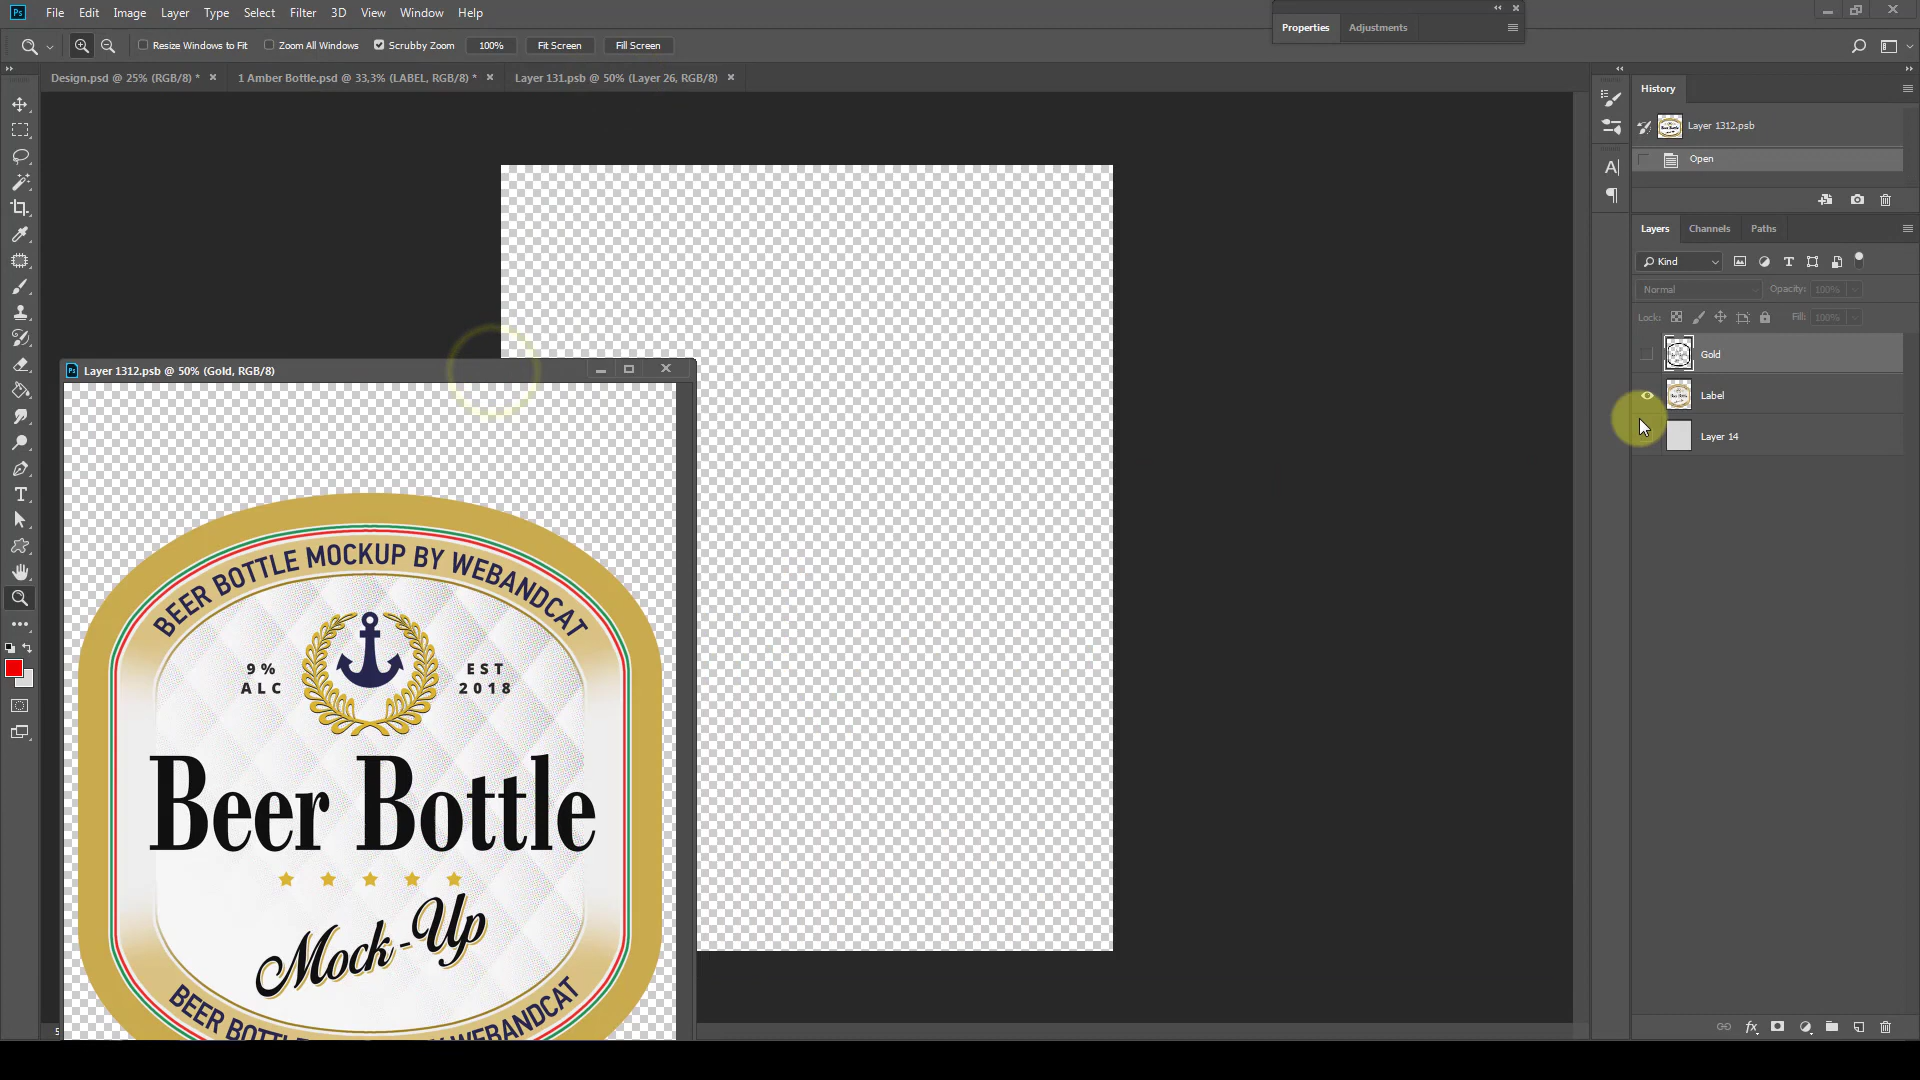 Ps File Edit Image Layer Type Select Filter 3D View Window Help
Properties Adjustments
Resize Windows to Fit Zoom All Windows Scrubby Zoom 100% Fit Screen Fill Screen
Design.psd @ 25% (RGB/8) * 1 Amber Bottle.psd @ 33,3% (LABEL, RGB/8) * Layer 131.psb @ 50% (Layer 26, RGB/8)
History
Layer 1312.psb
Open
Layers Channels Paths
Kind
Normal Opacity: 100%
Lock: Fill: 100%
Gold
Label
Layer 14
Layer 1312.psb @ 50% (Gold, RGB/8)
BEER BOTTLE MOCKUP BY WEBANDCAT
9% EST
ALC 2018
Beer Bottle
Mock-Up